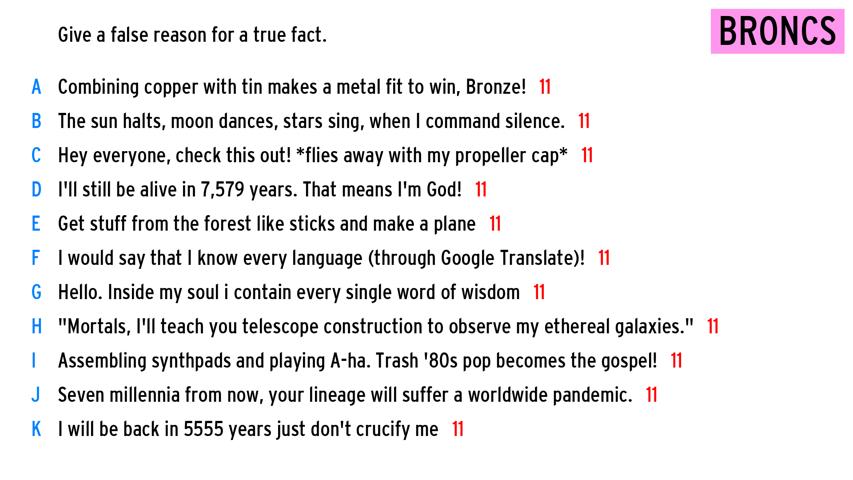 Give a false reason for a true fact.
BRONCS
A Combining copper with tin makes a metal fit to win, Bronze! 11
B The sun halts, moon dances, stars sing, when I command silence. 11
C Hey everyone, check this out! *flies away with my propeller cap* 11
D I'll still be alive in 7,579 years. That means I'm God! 11
E Get stuff from the forest like sticks and make a plane 11
F I would say that I know every language (through Google Translate)! 11
G Hello. Inside my soul i contain every single word of wisdom 11
H "Mortals, I'll teach you telescope construction to observe my ethereal galaxies." 11
I Assembling synthpads and playing A-ha. Trash '80s pop becomes the gospel! 11
J Seven millennia from now, your lineage will suffer a worldwide pandemic. 11
K I will be back in 5555 years just don't crucify me 11